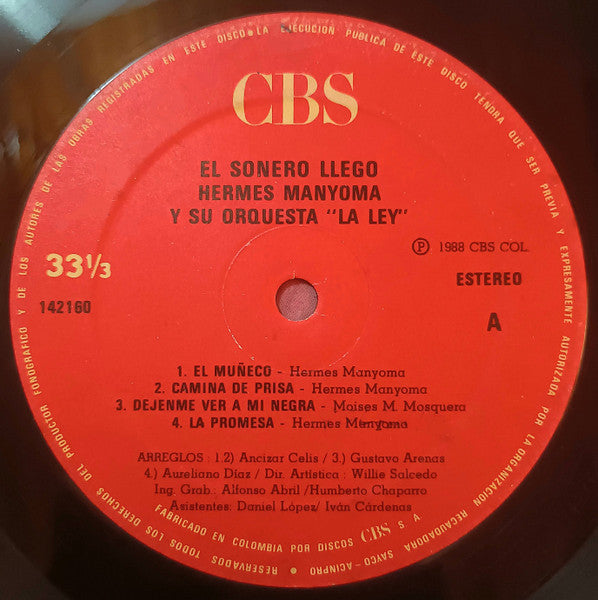 CBS
EL SONERO LLEGO
HERMES MANYOMA
Y SU ORQUESTA "LA LEY"
Ⓟ 1988 CBS COL.
33 1/3
142160
ESTEREO
A
1. EL MUÑECO - Hermes Manyoma
2. CAMINA DE PRISA - Hermes Manyoma
3. DEJENME VER A MI NEGRA - Moises M. Mosquera
4. LA PROMESA - Hermes Manyoma
ARREGLOS : 1.2) Ancizar Celis / 3.) Gustavo Arenas
4.) Aureliano Díaz / Dir. Artística : Willie Salcedo
Ing. Grab.: Alfonso Abril /Humberto Chaparro
Asistentes: Daniel López/ Iván Cárdenas
FABRICADO EN COLOMBIA POR DISCOS CBS S A
RESERVADOS TODOS LOS DERECHOS DEL PRODUCTOR FONOGRAFICO Y DE LOS AUTORES DE LAS OBRAS REGISTRADAS EN ESTE DISCO●LA EJECUCION PUBLICA DE ESTE DISCO TENDRA QUE SER PREVIA Y EXPRESAMENTE AUTORIZADA POR LA ORGANIZACION RECAUDADORA SAYCO-ACINPRO